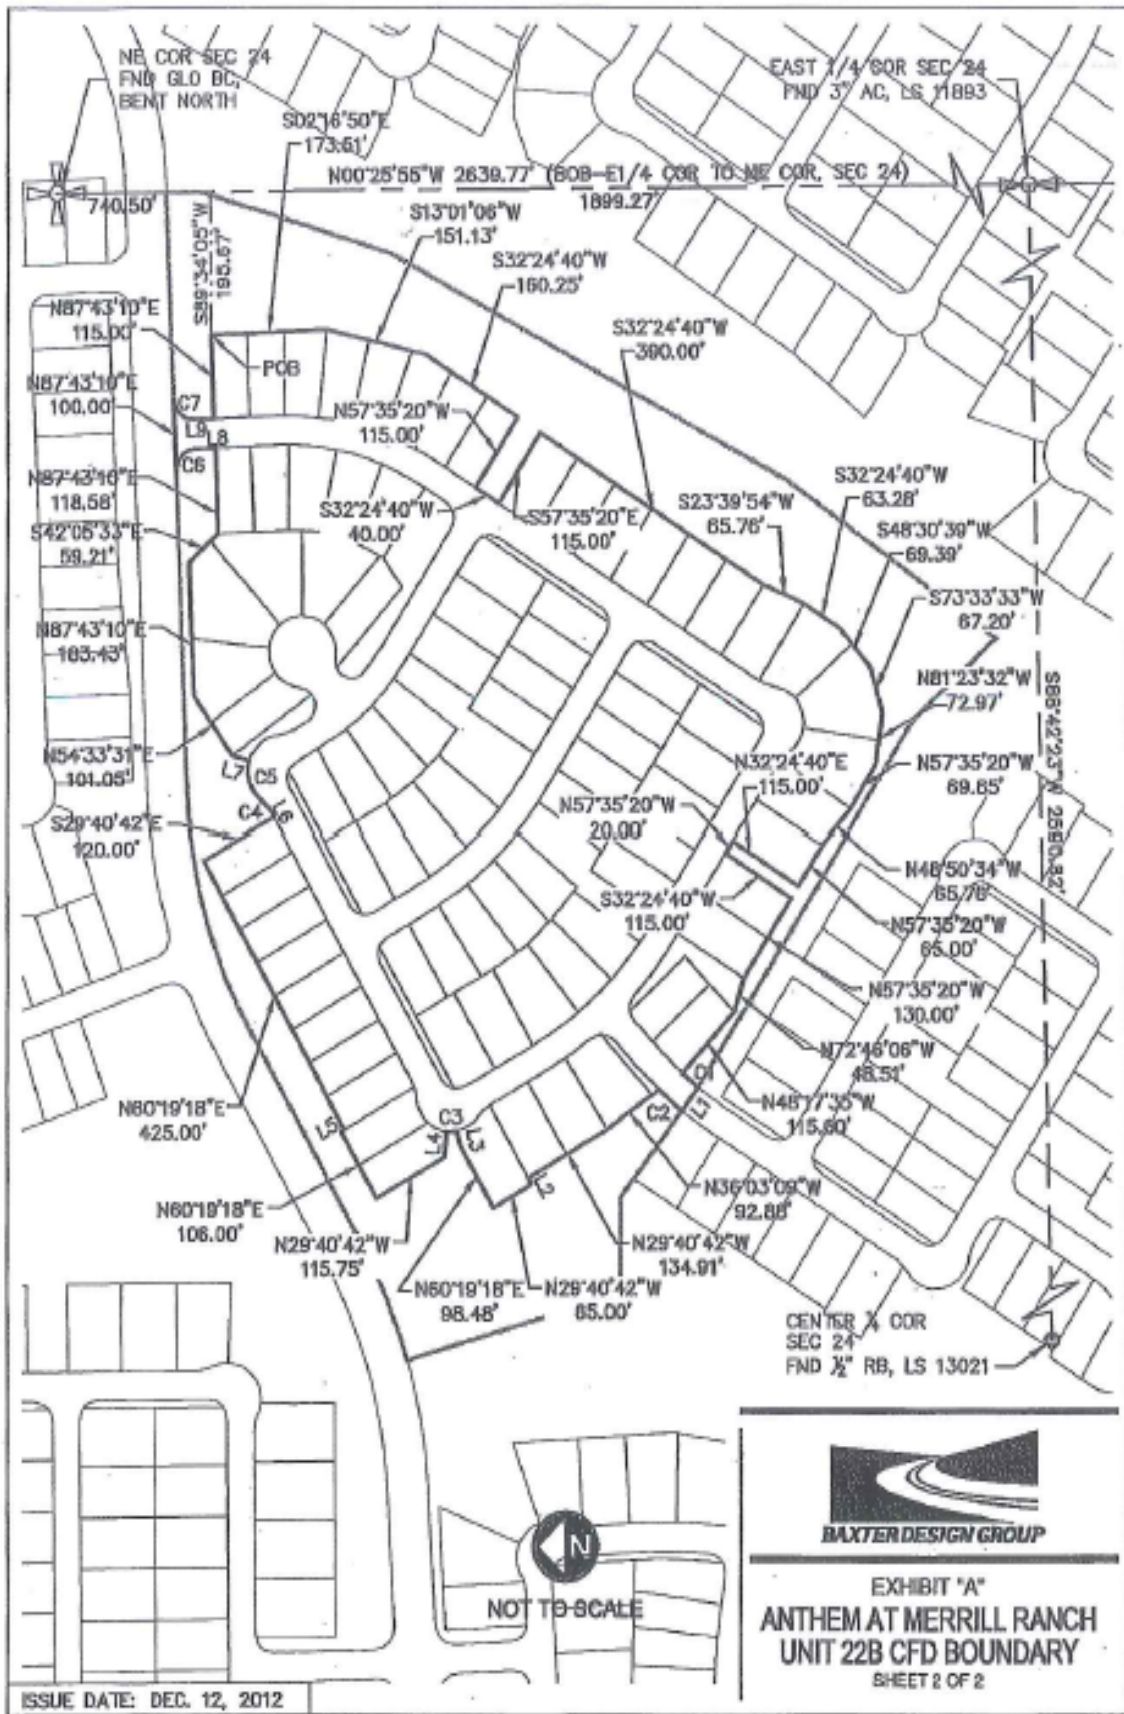 NE COR SEC 24
FND GLO BC,
BENT NORTH
EAST 1/4 COR SEC 24
FND 3" AC, LS 11893
S02°16'50"E
173.51'
N00°25'55"W 2639.77' (BOB-E1/4 COR TO NE COR, SEC 24)
740.50'
1899.27'
S89°34'05"W
195.67'
S13°01'06"W
151.13'
S32°24'40"W
160.25'
N87°43'10"E
115.00'
S32°24'40"W
390.00'
POB
N87°43'10"E
100.00'
C7
L9
L8
C6
N57°35'20"W
115.00'
N87°43'10"E
118.58'
S32°24'40"W
40.00'
S57°35'20"E
115.00'
S23°39'54"W
65.76'
S32°24'40"W
63.28'
S42°05'33"E
59.21'
S48°30'39"W
69.39'
S73°33'33"W
67.20'
N87°43'10"E
183.43'
N81°23'32"W
72.97'
S88°42'23"W 2590.82'
N54°33'31"E
101.05'
L7
C5
N32°24'40"E
115.00'
N57°35'20"W
69.65'
N57°35'20"W
20.00'
C4
L6
S29°40'42"E
120.00'
N48°50'34"W
65.76'
S32°24'40"W
115.00'
N57°35'20"W
65.00'
N57°35'20"W
130.00'
N72°46'06"W
48.51'
C1
N48°17'35"W
115.00'
C2
L1
N60°19'18"E
425.00'
L5
C3
L4
L3
L2
N36°03'09"W
92.88'
N60°19'18"E
106.00'
N29°40'42"W
115.75'
N29°40'42"W
134.91'
N60°19'18"E
98.48'
N29°40'42"W
65.00'
CENTER ¼ COR
SEC 24
FND ½" RB, LS 13021
BAXTER DESIGN GROUP
N
NOT TO SCALE
EXHIBIT "A"
ANTHEM AT MERRILL RANCH
UNIT 22B CFD BOUNDARY
SHEET 2 OF 2
ISSUE DATE: DEC. 12, 2012